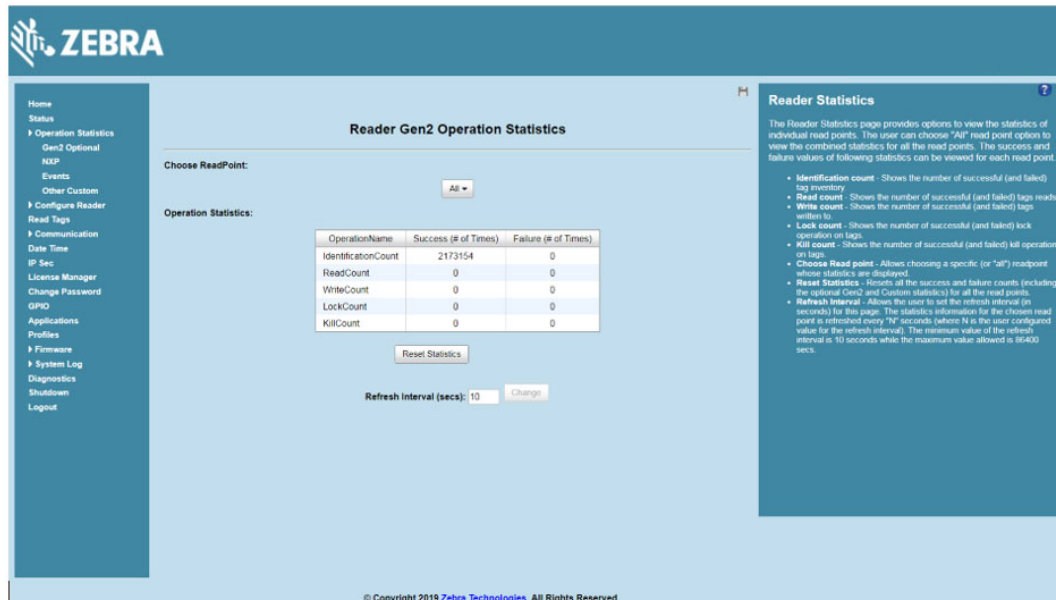 ZEBRA
Home
Status
Operation Statistics
Gen2 Optional
NXP
Events
Other Custom
Configure Reader
Read Tags
Communication
Date Time
IP Sec
License Manager
Change Password
GPIO
Applications
Profiles
Firmware
System Log
Diagnostics
Shutdown
Logout
Reader Gen2 Operation Statistics
Choose ReadPoint:
All
Operation Statistics:
OperationName Success (# of Times) Failure (# of Times)
IdentificationCount 2173154 0
ReadCount 0 0
WriteCount 0 0
LockCount 0 0
KillCount 0 0
Reset Statistics
Refresh Interval (secs): 10 Change
?
Reader Statistics
The Reader Statistics page provides options to view the statistics of
individual read points. The user can choose "All" read point option to
view the combined statistics for all the read points. The success and
failure values of following statistics can be viewed for each read point.
• Identification count - Shows the number of successful (and failed)
tag inventory.
• Read count - Shows the number of successful (and failed) tags reads
• Write count - Shows the number of successful (and failed) tags
written to.
• Lock count - Shows the number of successful (and failed) lock
operation on tags.
• Kill count - Shows the number of successful (and failed) kill operation
on tags.
• Choose Read point - Allows choosing a specific (or "all") readpoint
whose statistics are displayed.
• Reset Statistics - Resets all the success and failure counts (including
the optional Gen2 and Custom statistics) for all the read points.
• Refresh Interval - Allows the user to set the refresh interval (in
seconds) for this page. The statistics information for the chosen read
point is refreshed every "N" seconds (where N is the user configured
value for the refresh interval). The minimum value of the refresh
interval is 10 seconds while the maximum value allowed is 86400
secs.
© Copyright 2019 Zebra Technologies. All Rights Reserved